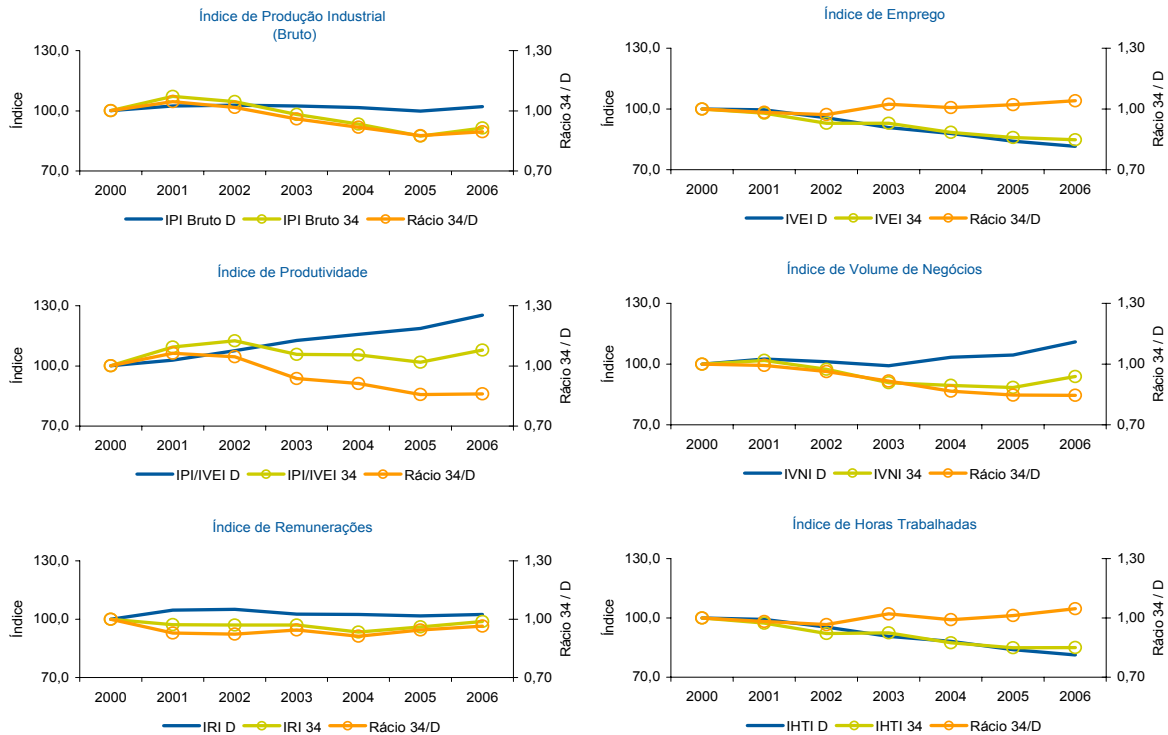 Índice de Produção Industrial
(Bruto)
130,0
100,0
70,0
Índice
1,30
1,00
0,70
Rácio 34 / D
2000 2001 2002 2003 2004 2005 2006
IPI Bruto D IPI Bruto 34 Rácio 34/D
Índice de Emprego
130,0
100,0
70,0
Índice
1,30
1,00
0,70
Rácio 34 / D
2000 2001 2002 2003 2004 2005 2006
IVEI D IVEI 34 Rácio 34/D
Índice de Produtividade
130,0
100,0
70,0
Índice
1,30
1,00
0,70
Rácio 34 / D
2000 2001 2002 2003 2004 2005 2006
IPI/IVEI D IPI/IVEI 34 Rácio 34/D
Índice de Volume de Negócios
130,0
100,0
70,0
Índice
1,30
1,00
0,70
Rácio 34 / D
2000 2001 2002 2003 2004 2005 2006
IVNI D IVNI 34 Rácio 34/D
Índice de Remunerações
130,0
100,0
70,0
Índice
1,30
1,00
0,70
Rácio 34 / D
2000 2001 2002 2003 2004 2005 2006
IRI D IRI 34 Rácio 34/D
Índice de Horas Trabalhadas
130,0
100,0
70,0
Índice
1,30
1,00
0,70
Rácio 34 / D
2000 2001 2002 2003 2004 2005 2006
IHTI D IHTI 34 Rácio 34/D